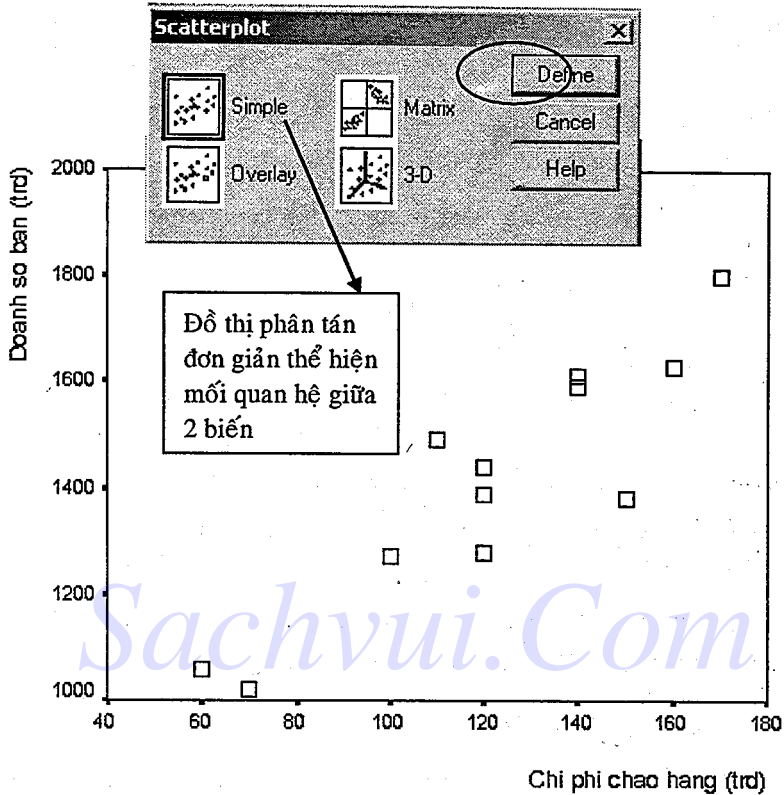 Scatterplot
Simple
Matrix
Define
Cancel
Overlay
3-D
Help
Doanh so ban (trd)
2000
1800
1600
1400
1200
1000
Đồ thị phân tán
đơn giản thể hiện
mối quan hệ giữa
2 biến
Sachvui.Com
40 60 80 100 120 140 160 180
Chi phi chao hang (trd)